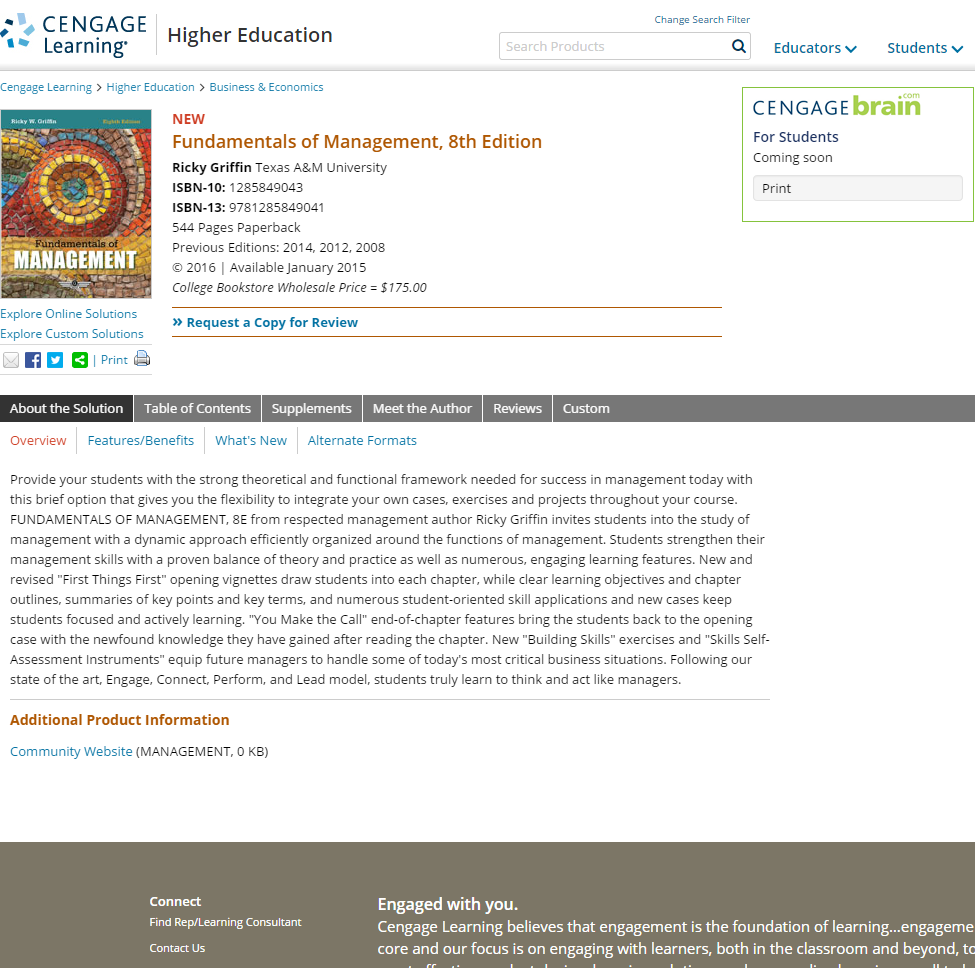 CENGAGE
Learning®
Higher Education
Change Search Filter
Search Products
Educators
Students
Cengage Learning > Higher Education > Business & Economics
Ricky W. Griffin
Eighth Edition
Fundamentals of
MANAGEMENT
Explore Online Solutions
Explore Custom Solutions
| Print
NEW
Fundamentals of Management, 8th Edition
Ricky Griffin Texas A&M University
ISBN-10: 1285849043
ISBN-13: 9781285849041
544 Pages Paperback
Previous Editions: 2014, 2012, 2008
© 2016 | Available January 2015
College Bookstore Wholesale Price = $175.00
» Request a Copy for Review
CENGAGEbrain.com
For Students
Coming soon
Print
About the Solution
Table of Contents
Supplements
Meet the Author
Reviews
Custom
Overview
Features/Benefits
What's New
Alternate Formats
Provide your students with the strong theoretical and functional framework needed for success in management today with
this brief option that gives you the flexibility to integrate your own cases, exercises and projects throughout your course.
FUNDAMENTALS OF MANAGEMENT, 8E from respected management author Ricky Griffin invites students into the study of
management with a dynamic approach efficiently organized around the functions of management. Students strengthen their
management skills with a proven balance of theory and practice as well as numerous, engaging learning features. New and
revised "First Things First" opening vignettes draw students into each chapter, while clear learning objectives and chapter
outlines, summaries of key points and key terms, and numerous student-oriented skill applications and new cases keep
students focused and actively learning. "You Make the Call" end-of-chapter features bring the students back to the opening
case with the newfound knowledge they have gained after reading the chapter. New "Building Skills" exercises and "Skills Self-
Assessment Instruments" equip future managers to handle some of today's most critical business situations. Following our
state of the art, Engage, Connect, Perform, and Lead model, students truly learn to think and act like managers.
Additional Product Information
Community Website (MANAGEMENT, 0 KB)
Connect
Find Rep/Learning Consultant
Contact Us
Engaged with you.
Cengage Learning believes that engagement is the foundation of learning...engageme
core and our focus is on engaging with learners, both in the classroom and beyond, to